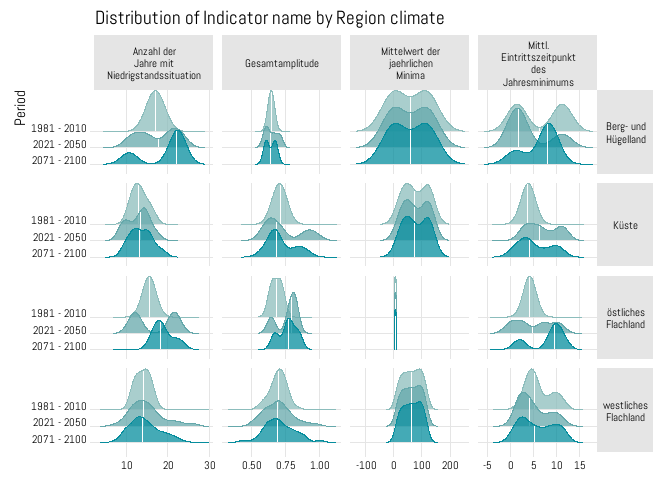 Distribution of Indicator name by Region climate
Anzahl der
Jahre mit
Niedrigstandssituation
Gesamtamplitude
Mittelwert der
jaehrlichen
Minima
Mittl.
Eintrittszeitpunkt
des
Jahresminimums
Period
1981 - 2010
2021 - 2050
2071 - 2100
Berg- und
Hügelland
1981 - 2010
2021 - 2050
2071 - 2100
Küste
1981 - 2010
2021 - 2050
2071 - 2100
östliches
Flachland
1981 - 2010
2021 - 2050
2071 - 2100
westliches
Flachland
10 20 30
0.50 0.75 1.00
-100 0 100 200
-5 0 5 10 15